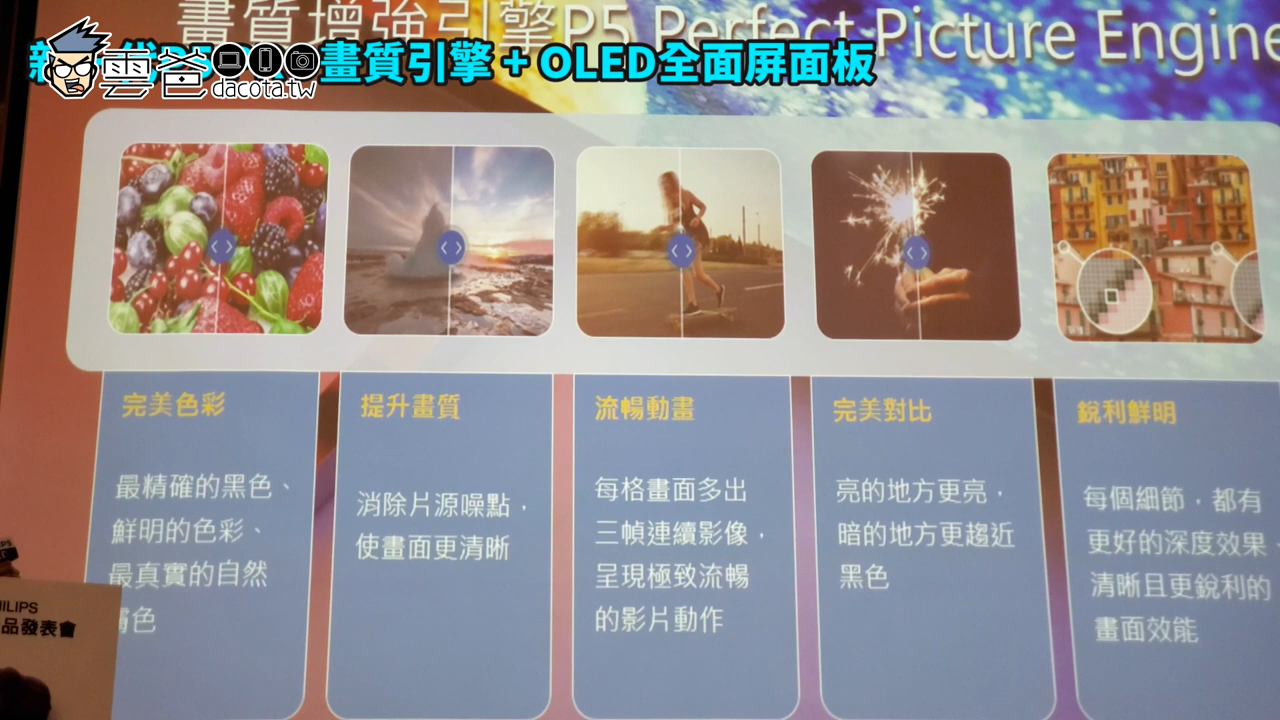 畫質增強引擎P5 Perfect Picture Engine
畫質引擎 + OLED全面屏面板
雲爸
dacota.tw
完美色彩
最精確的黑色、
鮮明的色彩、
最真實的自然
膚色
提升畫質
消除片源噪點，
使畫面更清晰
流暢動畫
每格畫面多出
三幀連續影像，
呈現極致流暢
的影片動作
完美對比
亮的地方更亮，
暗的地方更趨近
黑色
銳利鮮明
每個細節，都有
更好的深度效果、
清晰且更銳利的
畫面效能
HILIPS
品發表會